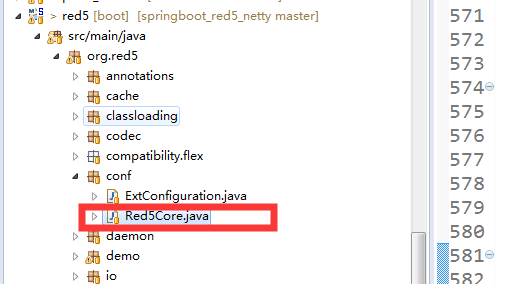 > red5 [boot] [springboot_red5_netty master]
src/main/java
org.red5
annotations
cache
classloading
codec
compatibility.flex
conf
ExtConfiguration.java
Red5Core.java
daemon
demo
io
571
572
573
574
575
576
577
578
579
580
581
582